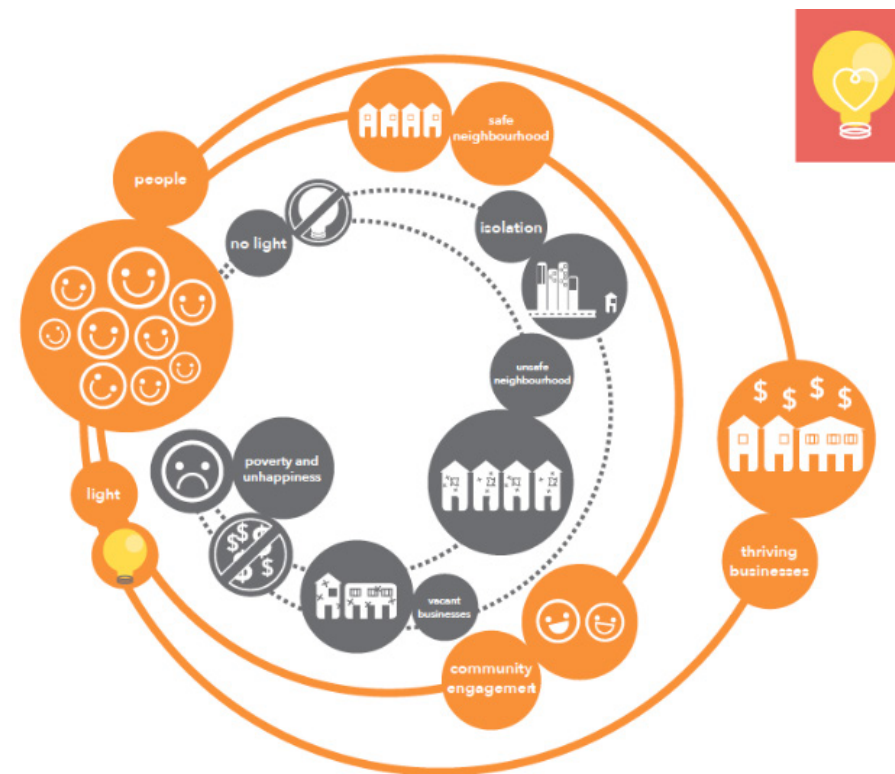 people
safe
neighbourhood
no light
isolation
unsafe
neighbourhood
$ $ $ $
poverty and
unhappiness
light
$ $ $ $ $
thriving
businesses
vacant
businesses
community
engagement